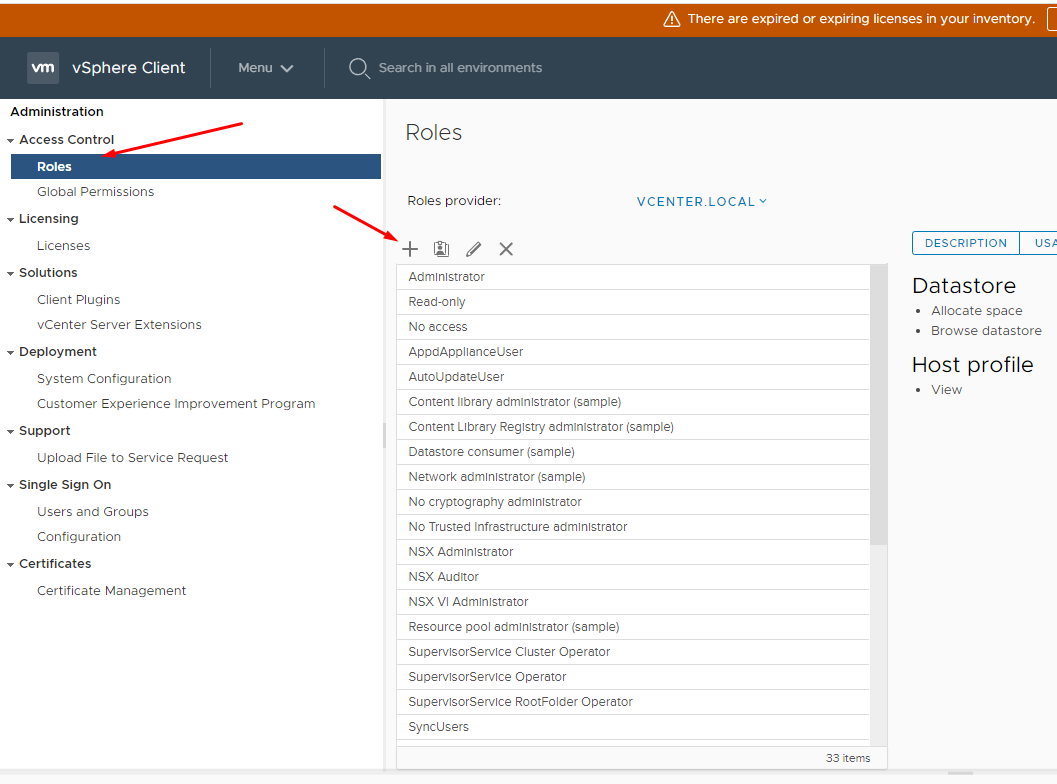 There are expired or expiring licenses in your inventory.
vm vSphere Client Menu Search in all environments
Administration
Access Control
Roles
Global Permissions
Licensing
Licenses
Solutions
Client Plugins
vCenter Server Extensions
Deployment
System Configuration
Customer Experience Improvement Program
Support
Upload File to Service Request
Single Sign On
Users and Groups
Configuration
Certificates
Certificate Management
Roles
Roles provider: VCENTER.LOCAL
Administrator
Read-only
No access
AppdApplianceUser
AutoUpdateUser
Content library administrator (sample)
Content Library Registry administrator (sample)
Datastore consumer (sample)
Network administrator (sample)
No cryptography administrator
No Trusted Infrastructure administrator
NSX Administrator
NSX Auditor
NSX VI Administrator
Resource pool administrator (sample)
SupervisorService Cluster Operator
SupervisorService Operator
SupervisorService RootFolder Operator
SyncUsers
33 items
DESCRIPTION USA
Datastore
• Allocate space
• Browse datastore
Host profile
• View